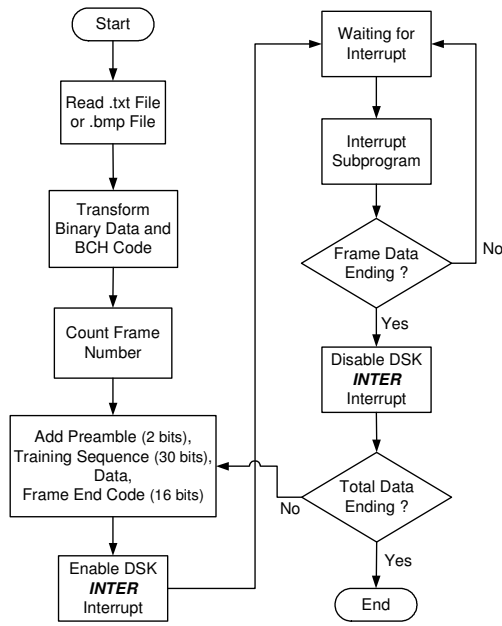 Start
Read .txt File
or .bmp File
Transform
Binary Data and
BCH Code
Count Frame
Number
Add Preamble (2 bits),
Training Sequence (30 bits),
Data,
Frame End Code (16 bits)
Enable DSK
INTER
Interrupt
Waiting for
Interrupt
Interrupt
Subprogram
Frame Data
Ending ?
No
Yes
Disable DSK
INTER
Interrupt
Total Data
Ending ?
No
Yes
End